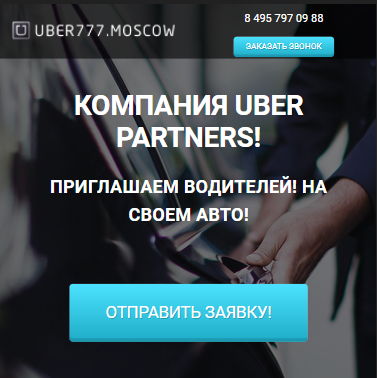 UBER777.MOSCOW
8 495 797 09 88
ЗАКАЗАТЬ ЗВОНОК
КОМПАНИЯ UBER
PARTNERS!
ПРИГЛАШАЕМ ВОДИТЕЛЕЙ! НА
СВОЕМ АВТО!
ОТПРАВИТЬ ЗАЯВКУ!